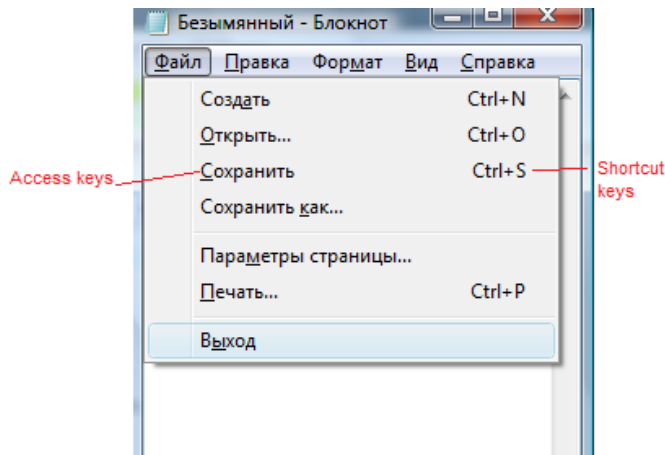 Безымянный - Блокнот
Файл Правка Формат Вид Справка
Создать Ctrl+N
Открыть... Ctrl+O
Access keys Сохранить Ctrl+S Shortcut keys
Сохранить как...
Параметры страницы...
Печать... Ctrl+P
Выход